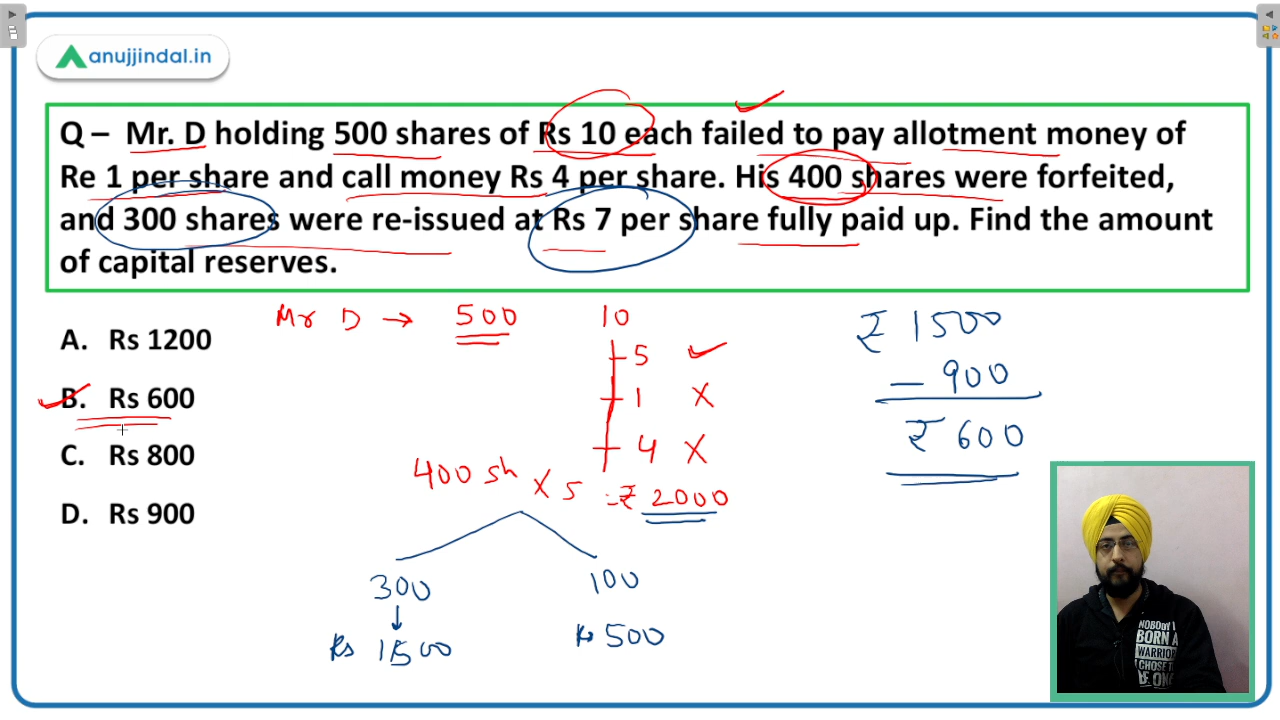 anujjindal.in
Q – Mr. D holding 500 shares of Rs 10 each failed to pay allotment money of
Re 1 per share and call money Rs 4 per share. His 400 shares were forfeited,
and 300 shares were re-issued at Rs 7 per share fully paid up. Find the amount
of capital reserves.
A. Rs 1200
B. Rs 600
C. Rs 800
D. Rs 900
Mr D → 500 10
5 ✓
1 X
4 X
400 sh X 5 = ₹ 2000
300 100
Rs 1500 Rs 500
₹ 1500
– 900
₹ 600
NOBODY I
BORN A
WARRIOR
I CHOSE T
BE ONE